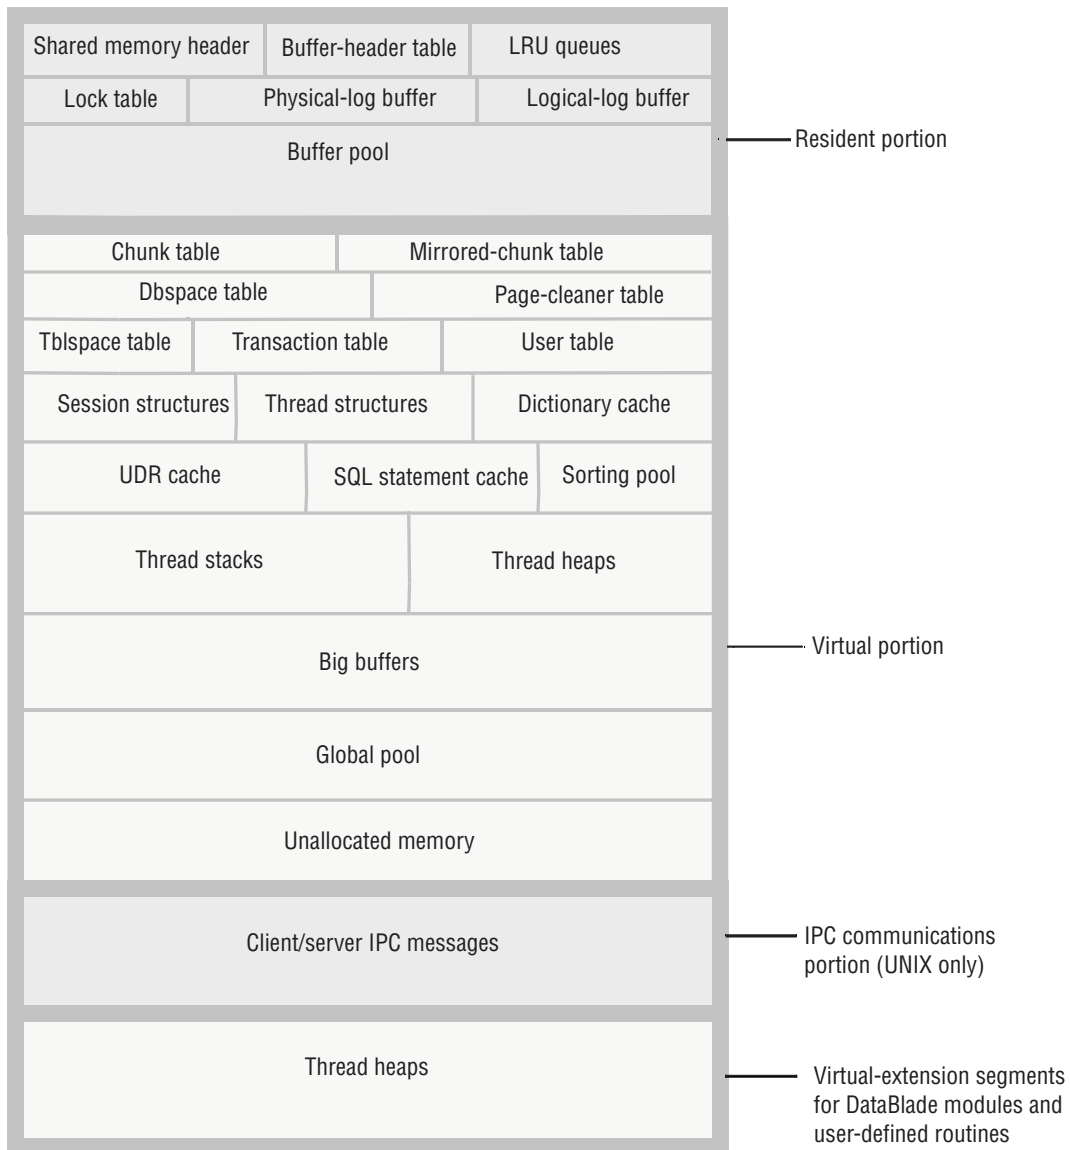 Shared memory header
Buffer-header table
LRU queues
Lock table
Physical-log buffer
Logical-log buffer
Buffer pool
Resident portion
Chunk table
Mirrored-chunk table
Dbspace table
Page-cleaner table
Tblspace table
Transaction table
User table
Session structures
Thread structures
Dictionary cache
UDR cache
SQL statement cache
Sorting pool
Thread stacks
Thread heaps
Big buffers
Virtual portion
Global pool
Unallocated memory
Client/server IPC messages
IPC communications
portion (UNIX only)
Thread heaps
Virtual-extension segments
for DataBlade modules and
user-defined routines